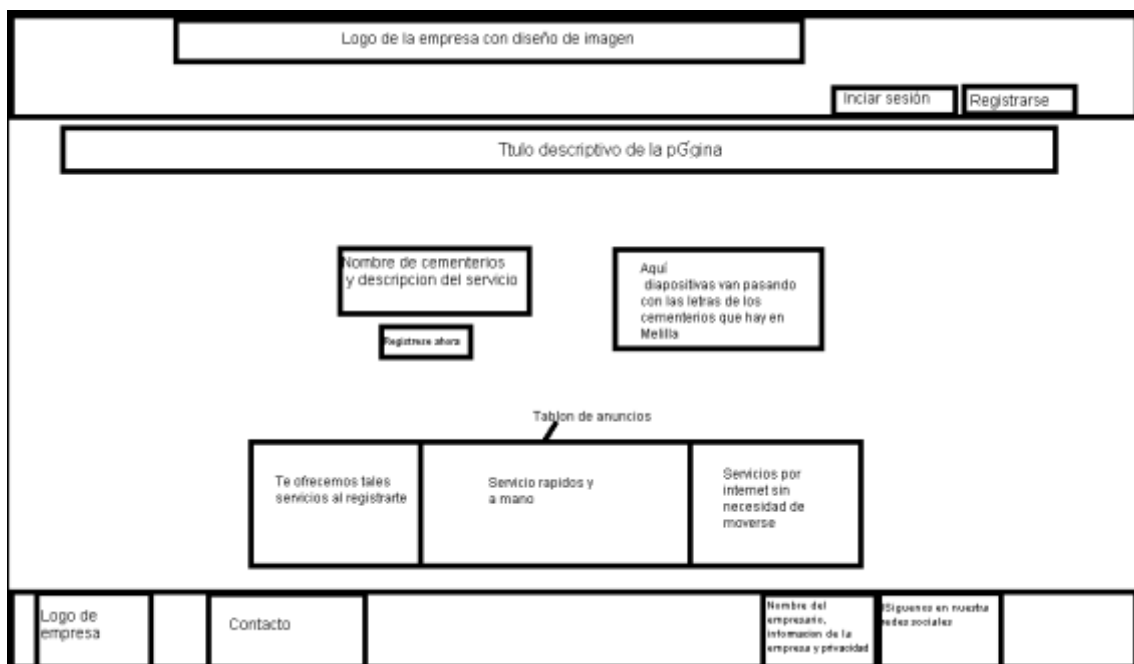 Logo de la empresa con diseño de imagen
Inciar sesión
Registrarse
Ttulo descriptivo de la pǴgina
Nombre de cementerios
y descripcion del servicio
Registrese ahora
Aquí
diapositivas van pasando
con las letras de los
cementerios que hay en
Melilla
Tablon de anuncios
Te ofrecemos tales
servicios al registrarte
Servicio rapidos y
a mano
Servicios por
internet sin
necesidad de
moverse
Logo de
empresa
Contacto
Nombre del
empresario,
informacion de la
empresa y privacidad
!Siguenos en nuestra
redes sociales